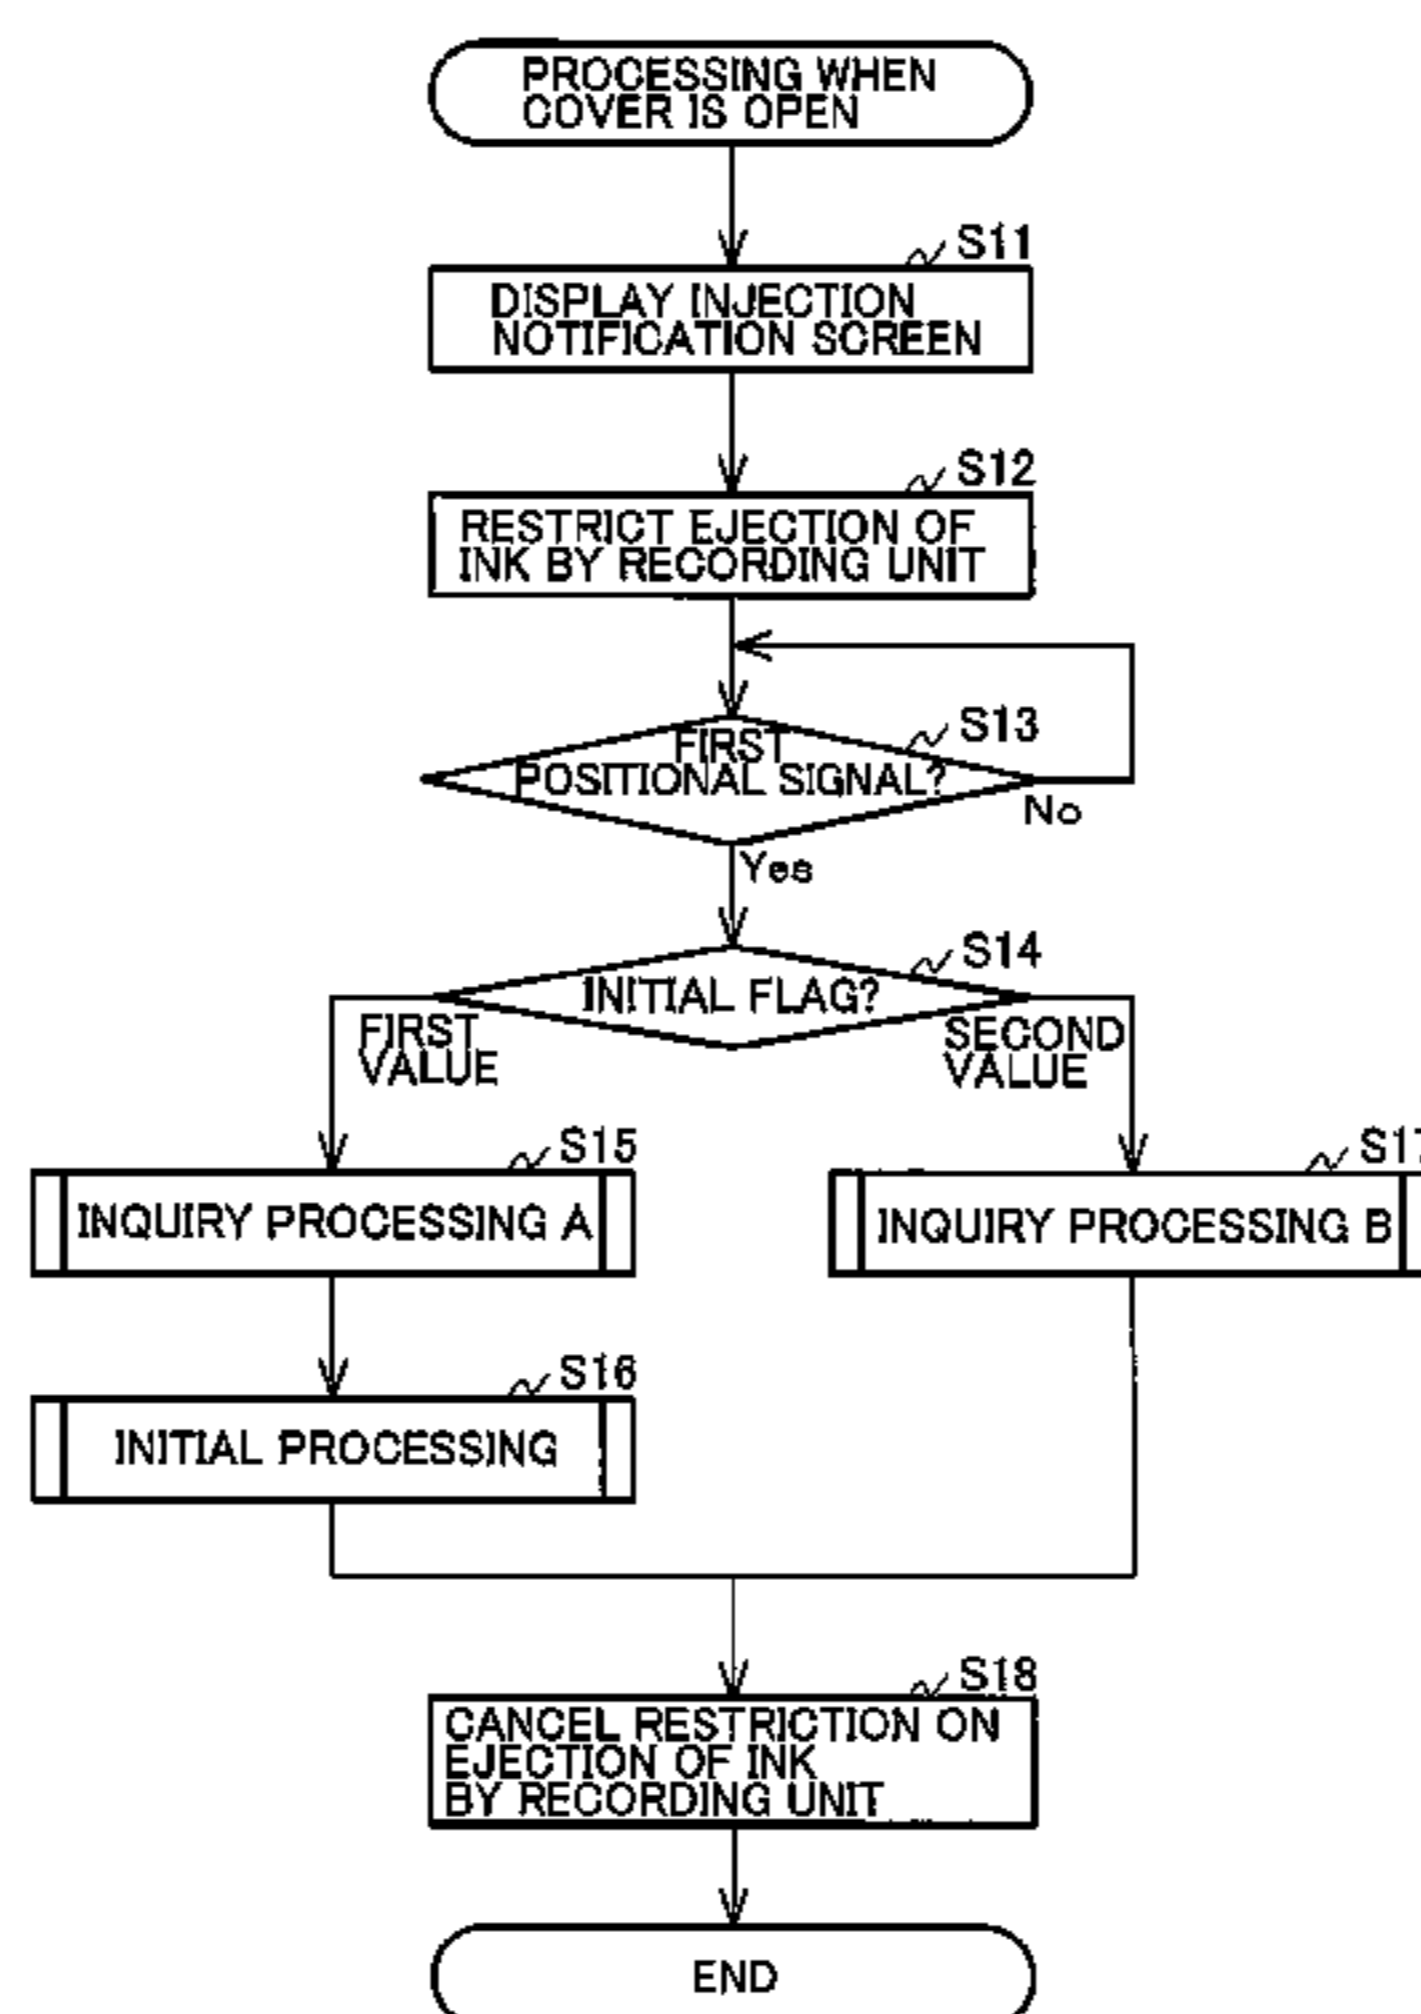 PROCESSING WHEN
COVER IS OPEN
S11
DISPLAY INJECTION
NOTIFICATION SCREEN
S12
RESTRICT EJECTION OF
INK BY RECORDING UNIT
S13
FIRST
POSITIONAL SIGNAL?
No
Yes
S14
INITIAL FLAG?
FIRST
VALUE
SECOND
VALUE
S15
INQUIRY PROCESSING A
S17
INQUIRY PROCESSING B
S16
INITIAL PROCESSING
S18
CANCEL RESTRICTION ON
EJECTION OF INK
BY RECORDING UNIT
END